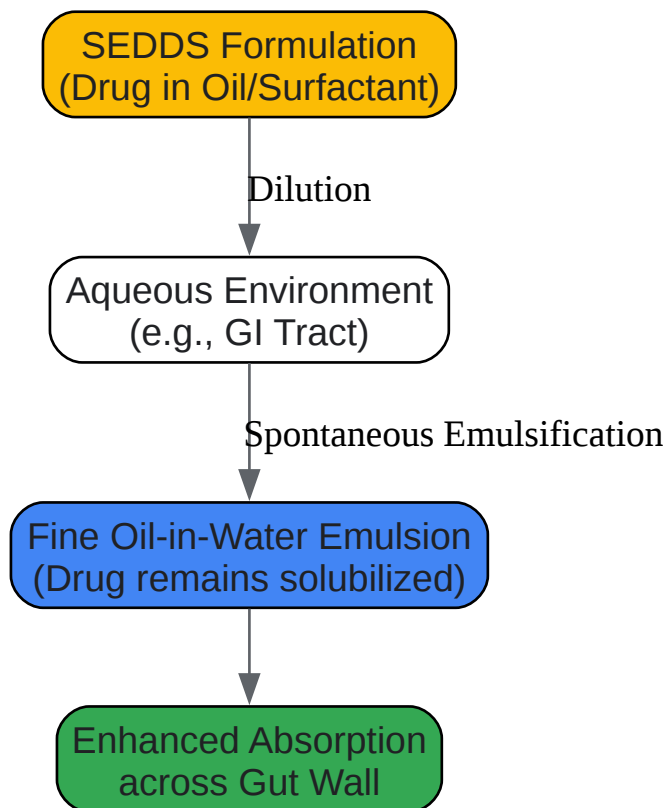 SEDDS Formulation
(Drug in Oil/Surfactant)
Dilution
Aqueous Environment
(e.g., GI Tract)
Spontaneous Emulsification
Fine Oil-in-Water Emulsion
(Drug remains solubilized)
Enhanced Absorption
across Gut Wall